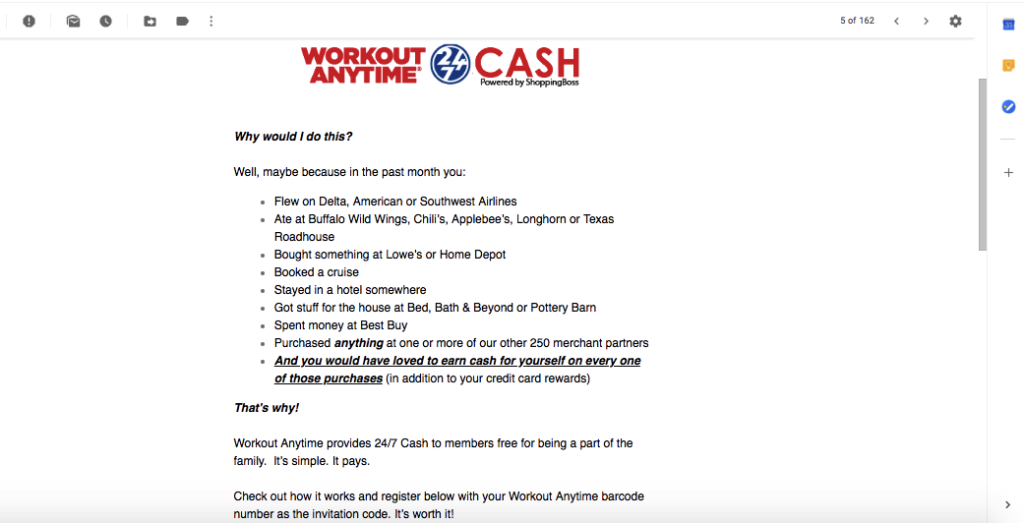 5 of 162
WORKOUT
ANYTIME
24
7
CASH
Powered by ShoppingBoss
Why would I do this?
Well, maybe because in the past month you:
• Flew on Delta, American or Southwest Airlines
• Ate at Buffalo Wild Wings, Chili's, Applebee's, Longhorn or Texas
Roadhouse
• Bought something at Lowe's or Home Depot
• Booked a cruise
• Stayed in a hotel somewhere
• Got stuff for the house at Bed, Bath & Beyond or Pottery Barn
• Spent money at Best Buy
• Purchased anything at one or more of our other 250 merchant partners
• And you would have loved to earn cash for yourself on every one
of those purchases (in addition to your credit card rewards)
That's why!
Workout Anytime provides 24/7 Cash to members free for being a part of the
family. It's simple. It pays.
Check out how it works and register below with your Workout Anytime barcode
number as the invitation code. It's worth it!